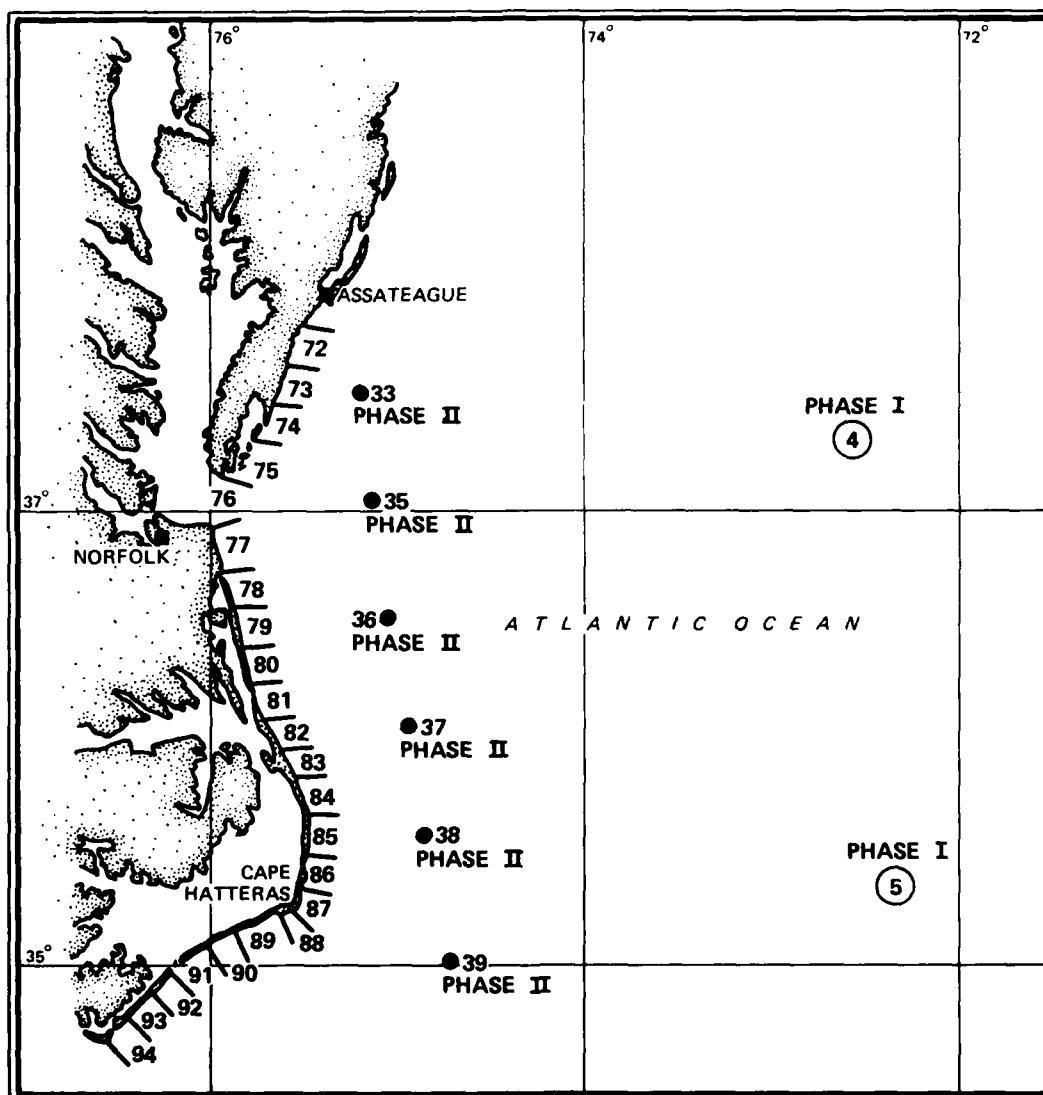 76°
74°
72°
ASSATEAGUE
72
73
33
PHASE II
74
PHASE I
4
75
76
35
PHASE II
37°
NORFOLK
77
78
36
PHASE II
79
ATLANTIC OCEAN
80
81
82
37
PHASE II
83
84
85
38
PHASE II
PHASE I
5
86
CAPE
HATTERAS
87
88
89
90
91
35°
39
PHASE II
92
93
94